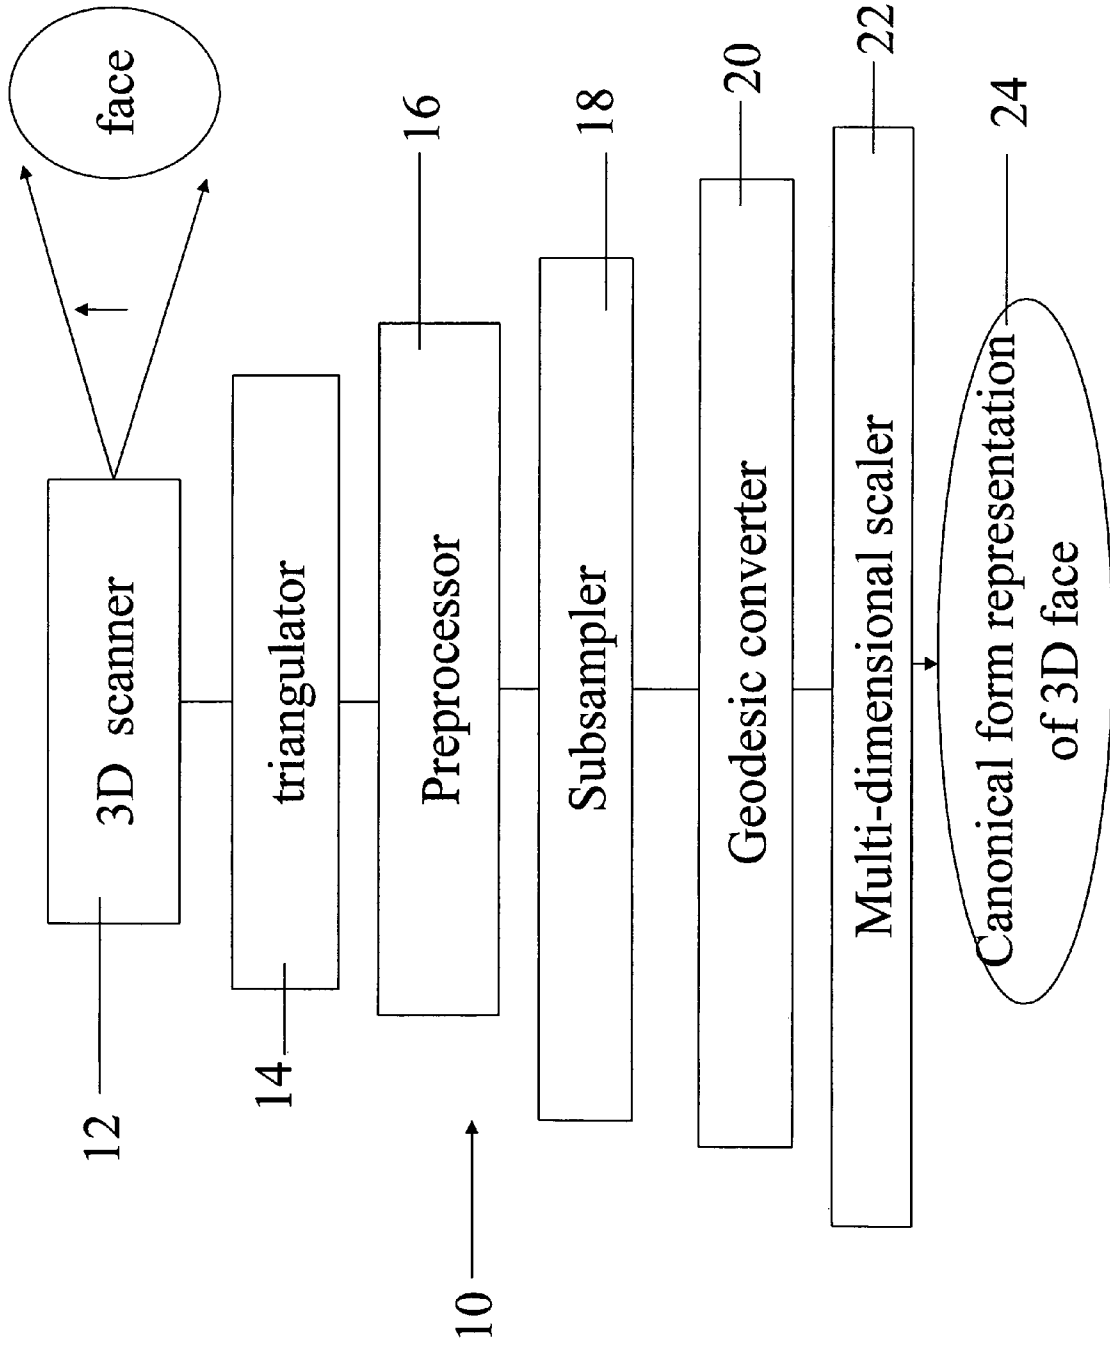 face
12
3D scanner
14
triangulator
Preprocessor
16
10
Subsampler
18
Geodesic converter
20
Multi-dimensional scaler
22
Canonical form representation
of 3D face
24